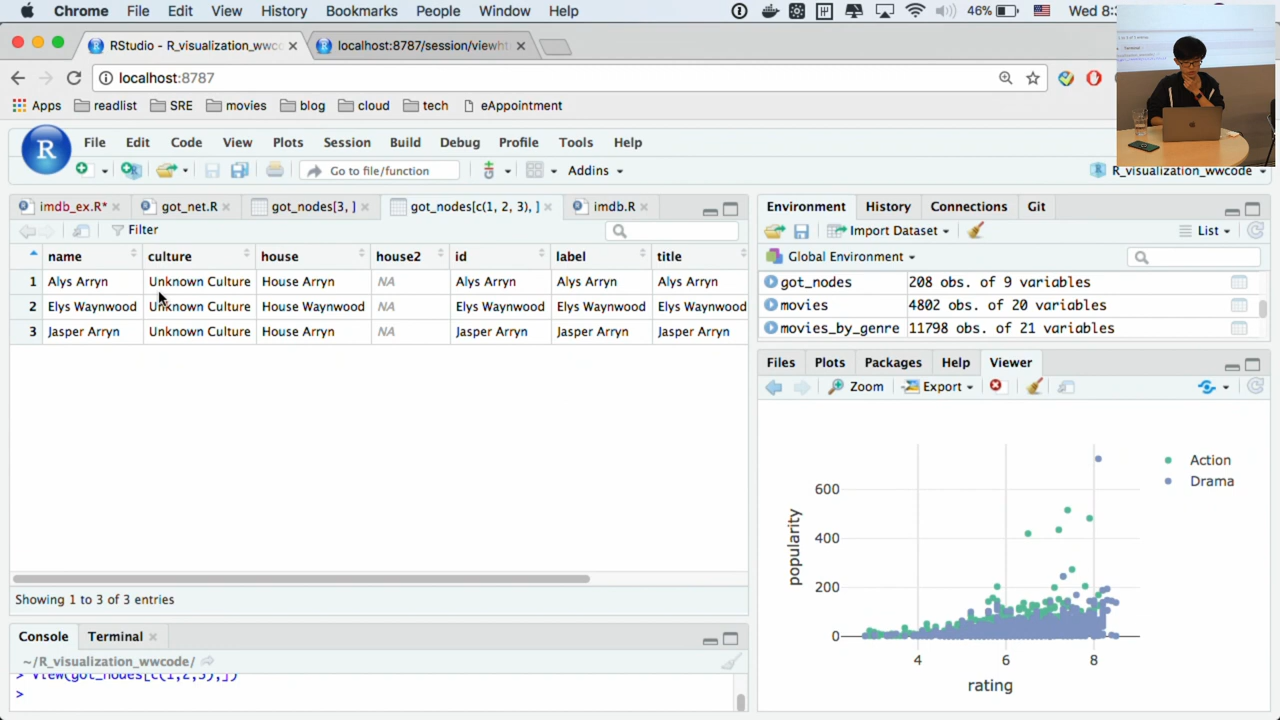 Chrome File Edit View History Bookmarks People Window Help 46% Wed 8:
RStudio - R_visualization_wwc localhost:8787/session/viewht
localhost:8787
Apps readlist SRE movies blog cloud tech eAppointment
R File Edit Code View Plots Session Build Debug Profile Tools Help
Go to file/function Addins R_visualization_wwcode
imdb_ex.R* got_net.R got_nodes[3, ] got_nodes[c(1, 2, 3), ] imdb.R
Filter
name culture house house2 id label title
1 Alys Arryn Unknown Culture House Arryn NA Alys Arryn Alys Arryn Alys Arryn
2 Elys Waynwood Unknown Culture House Waynwood NA Elys Waynwood Elys Waynwood Elys Waynwood
3 Jasper Arryn Unknown Culture House Arryn NA Jasper Arryn Jasper Arryn Jasper Arryn
Showing 1 to 3 of 3 entries
Console Terminal
~/R_visualization_wwcode/
> View(got_nodes[c(1,2,3),])
>
Environment History Connections Git
Import Dataset List
Global Environment
got_nodes 208 obs. of 9 variables
movies 4802 obs. of 20 variables
movies_by_genre 11798 obs. of 21 variables
Files Plots Packages Help Viewer
Zoom Export
Action
Drama
popularity
600
400
200
0
4 6 8
rating